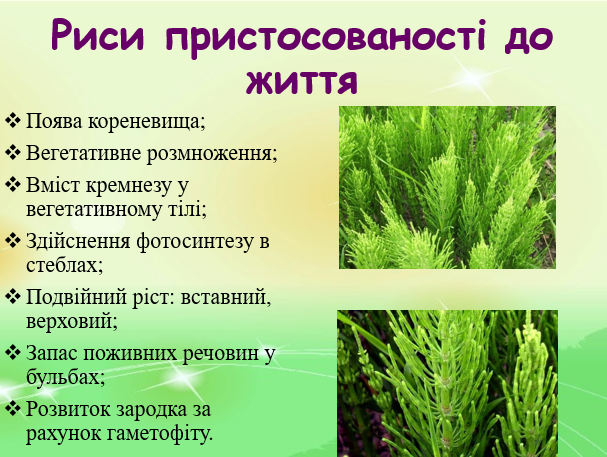 Риси пристосованості до
життя
❖ Поява кореневища;
❖ Вегетативне розмноження;
❖ Вміст кремнезу у
вегетативному тілі;
❖ Здійснення фотосинтезу в
стеблах;
❖ Подвійний ріст: вставний,
верховий;
❖ Запас поживних речовин у
бульбах;
❖ Розвиток зародка за
рахунок гаметофіту.